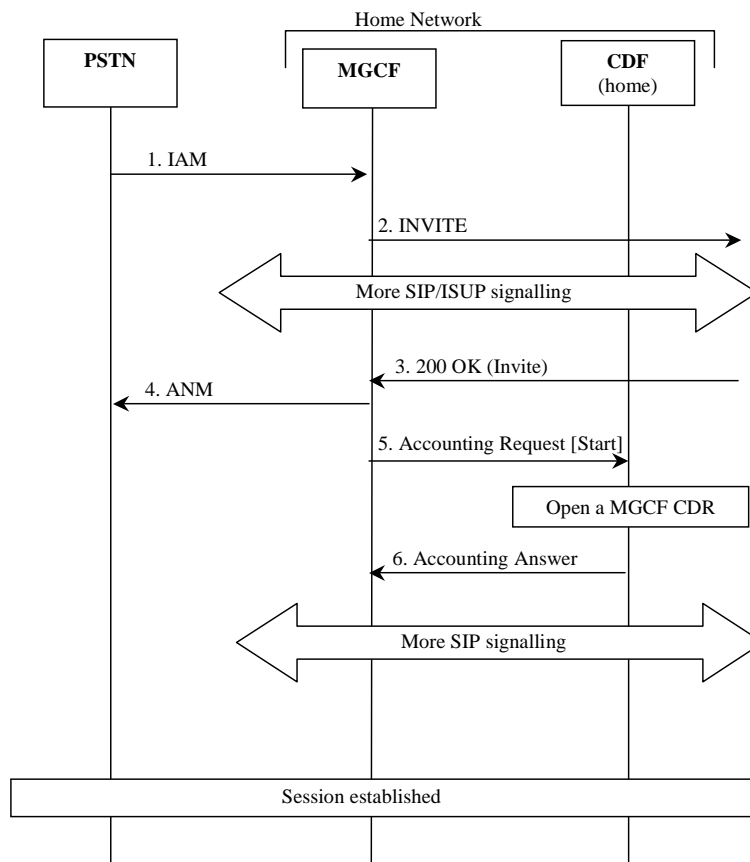 Home Network
PSTN
MGCF
CDF
(home)
1. IAM
2. INVITE
More SIP/ISUP signalling
3. 200 OK (Invite)
4. ANM
5. Accounting Request [Start]
Open a MGCF CDR
6. Accounting Answer
More SIP signalling
Session established